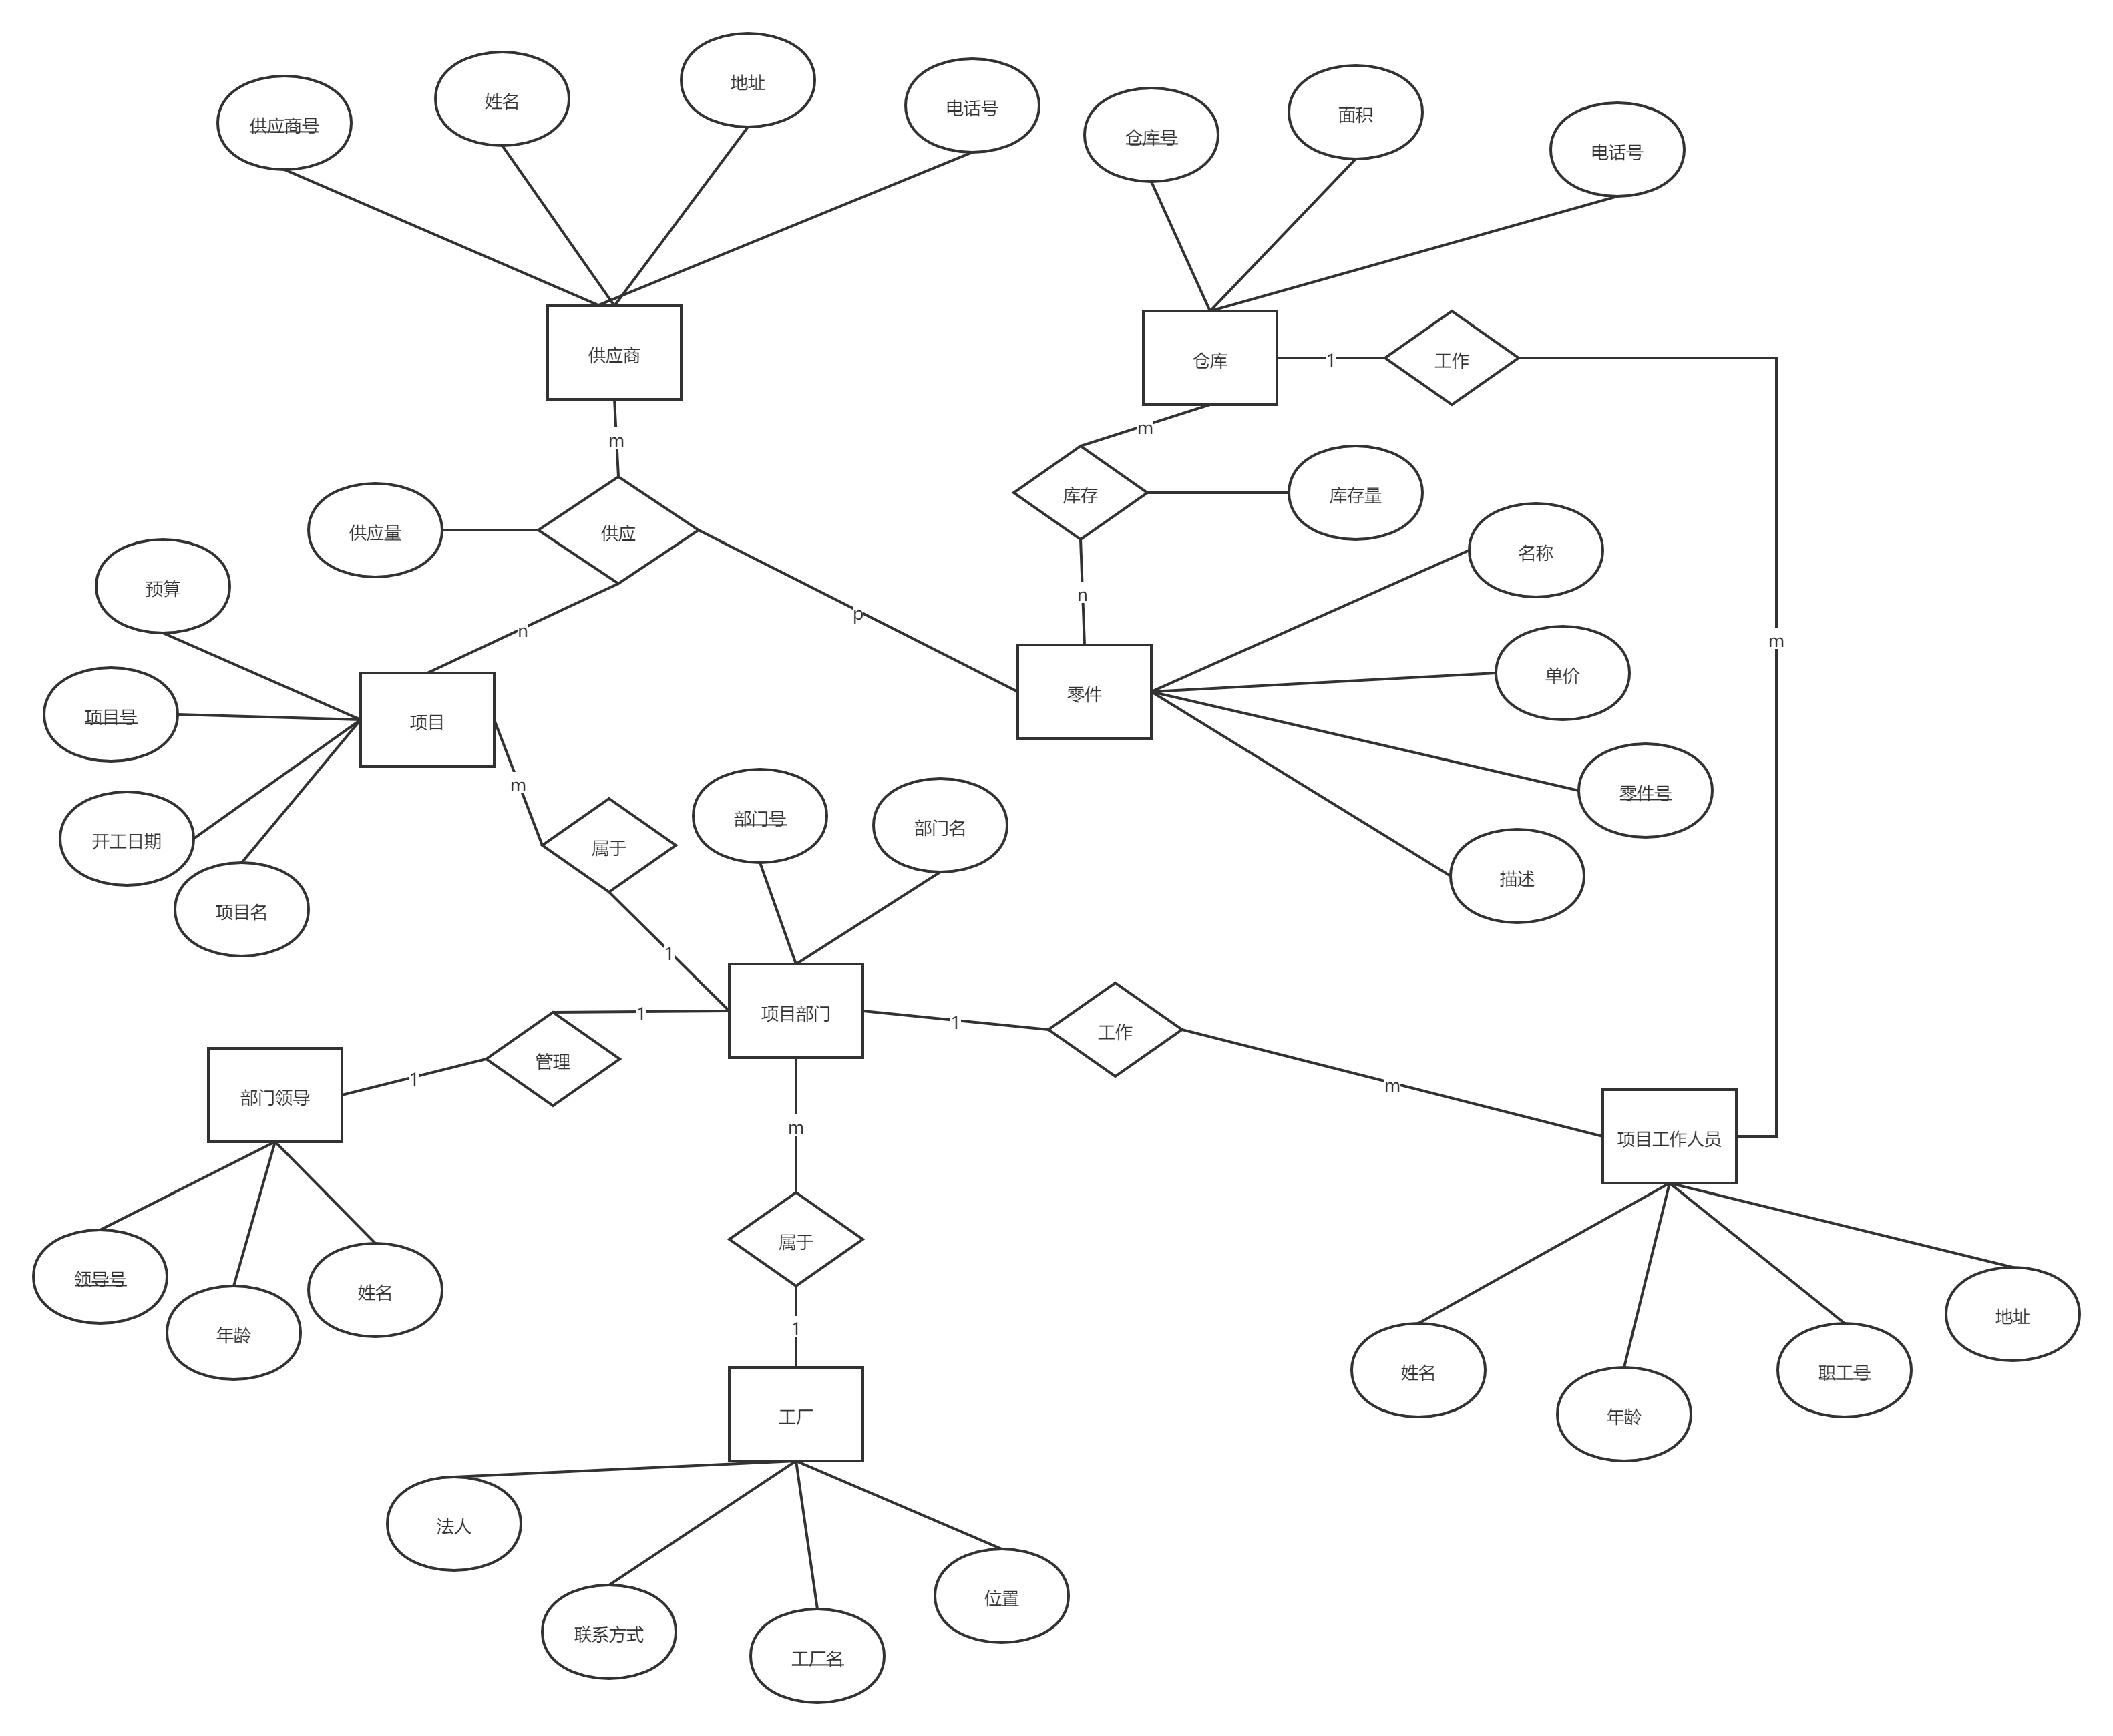 供应商号
姓名
地址
电话号
仓库号
面积
电话号
供应商
仓库
1
工作
m
m
库存
库存量
供应量
供应
名称
预算
n
p
n
m
单价
项目号
项目
零件
m
零件号
部门号
部门名
开工日期
属于
描述
项目名
1
1
项目部门
1
工作
管理
部门领导
1
m
m
项目工作人员
属于
领导号
年龄
姓名
1
地址
姓名
年龄
职工号
工厂
法人
联系方式
工厂名
位置